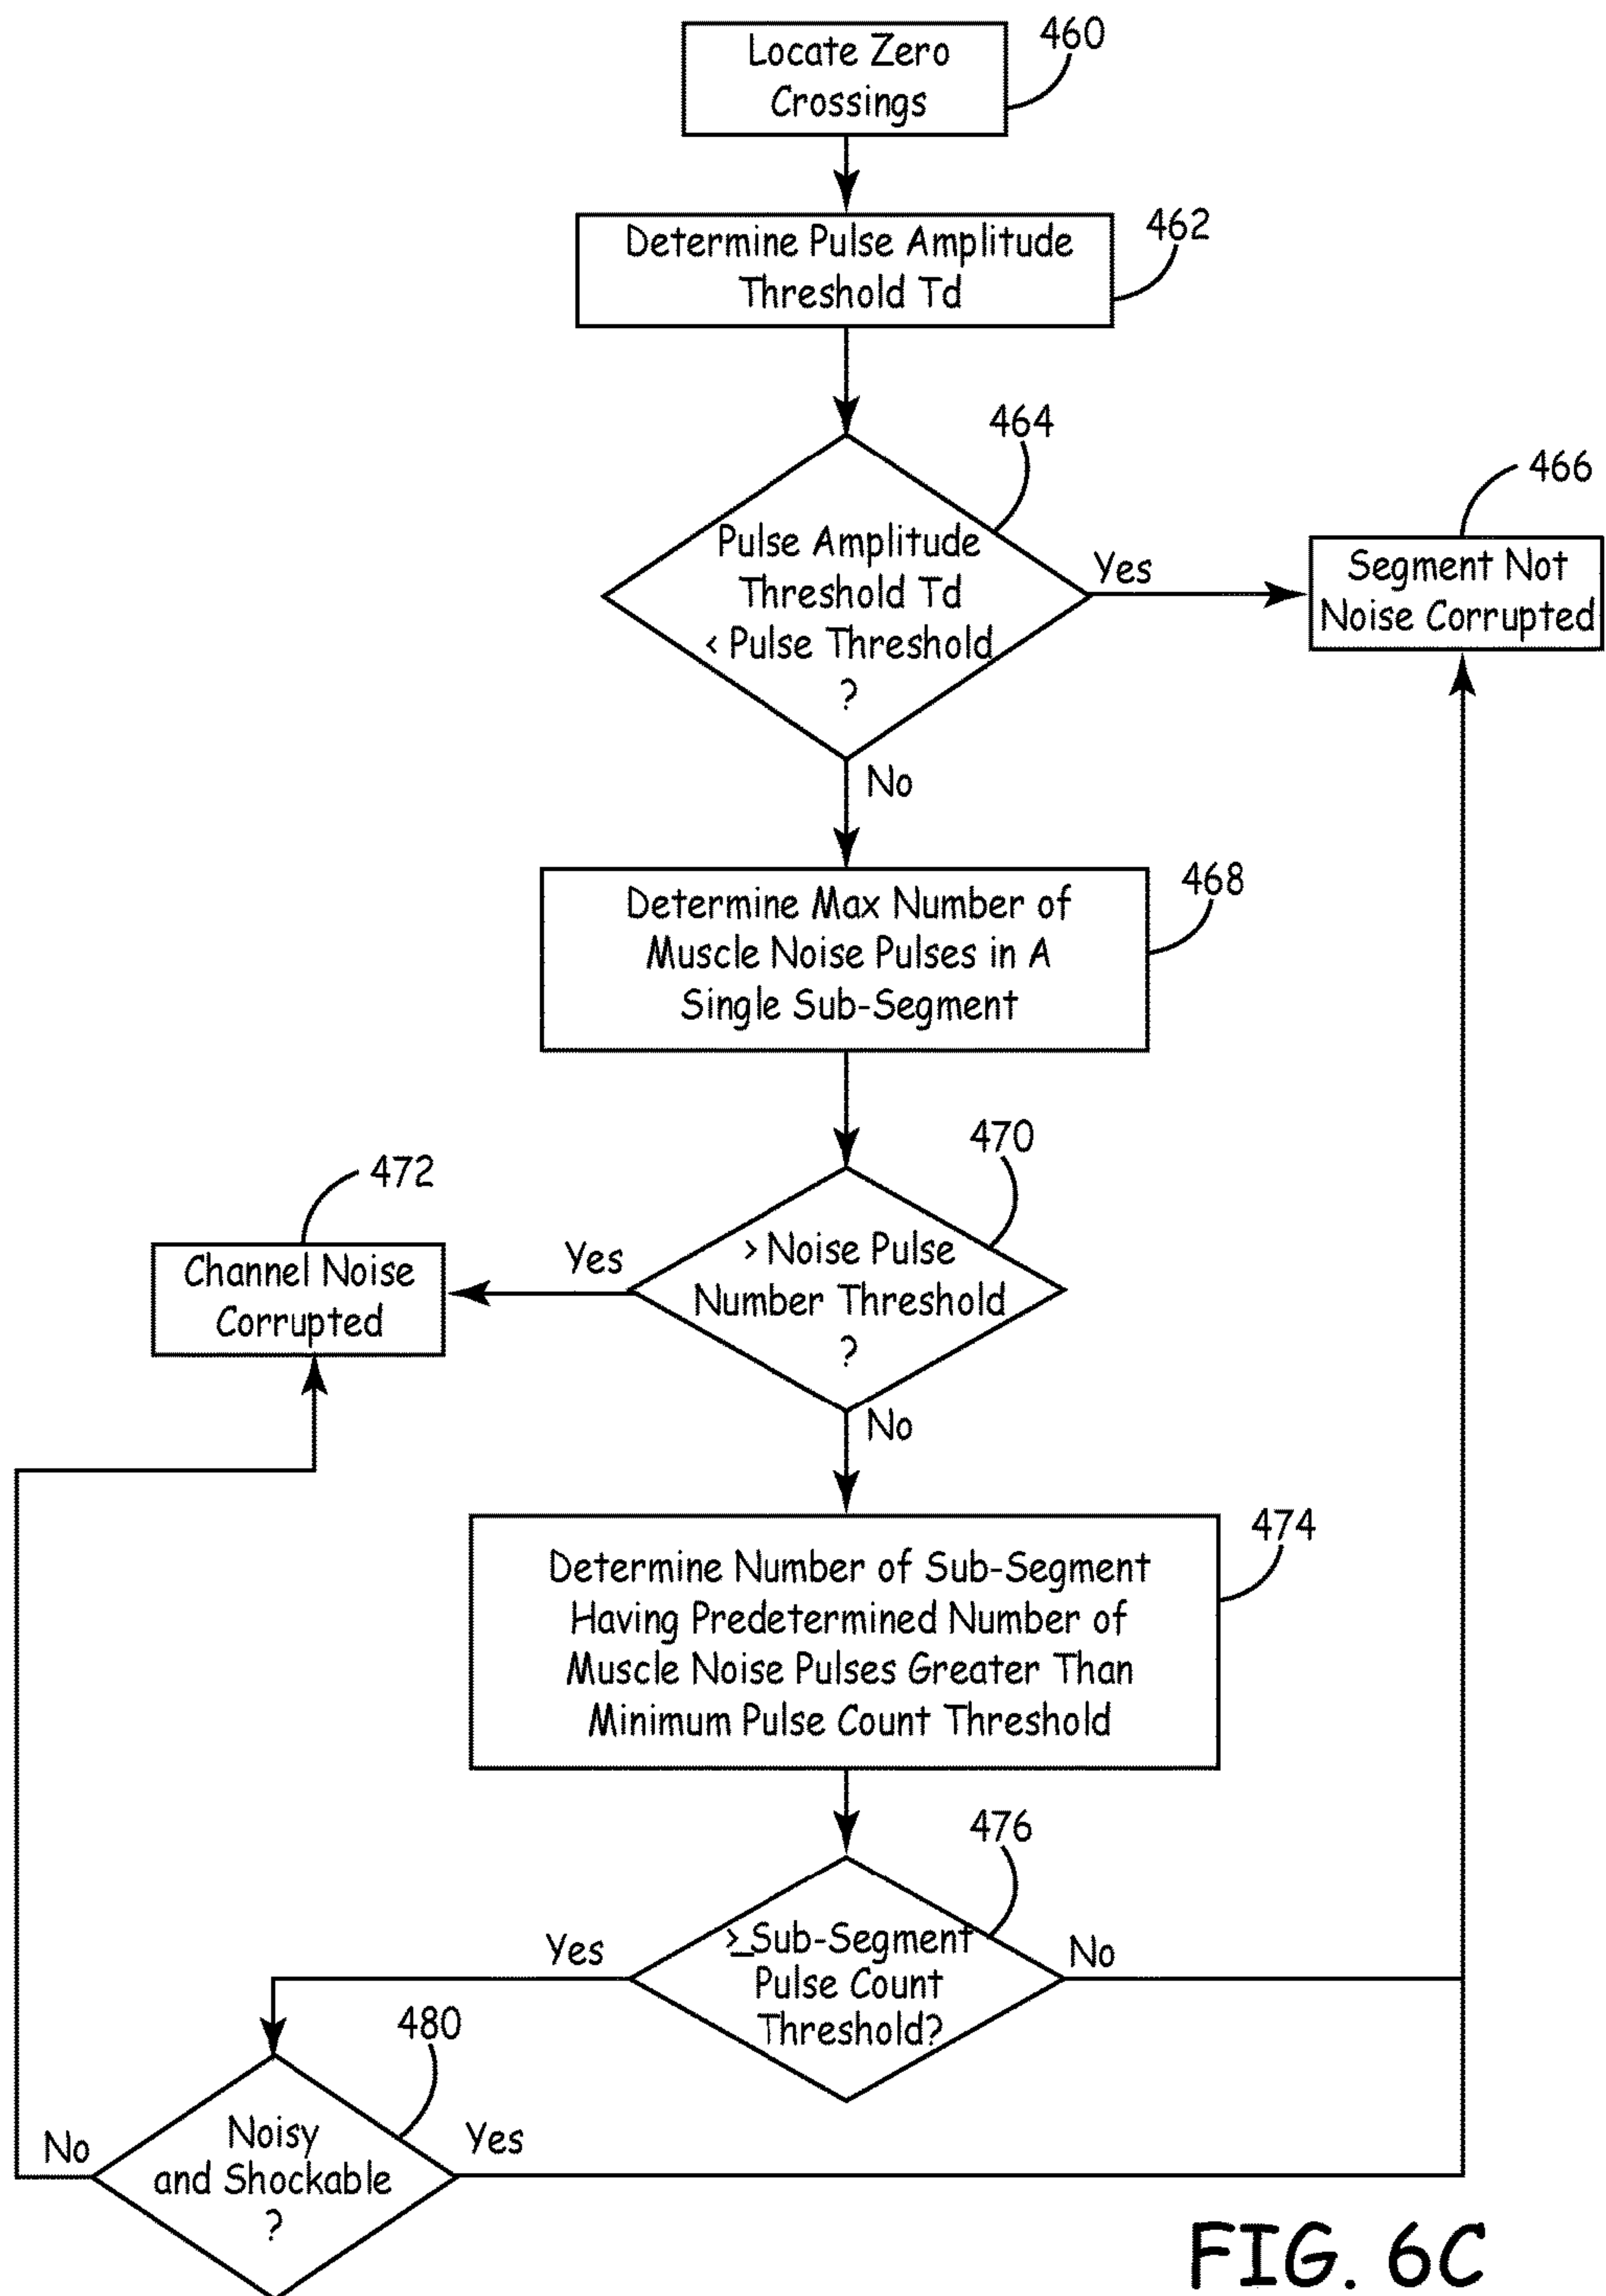 460
Locate Zero
Crossings
462
Determine Pulse Amplitude
Threshold Td
464
Pulse Amplitude
Threshold Td
< Pulse Threshold
?
Yes
466
Segment Not
Noise Corrupted
No
468
Determine Max Number of
Muscle Noise Pulses in A
Single Sub-Segment
470
> Noise Pulse
Number Threshold
?
Yes
472
Channel Noise
Corrupted
No
474
Determine Number of Sub-Segment
Having Predetermined Number of
Muscle Noise Pulses Greater Than
Minimum Pulse Count Threshold
476
≥ Sub-Segment
Pulse Count
Threshold?
Yes
No
480
Noisy
and Shockable
?
No
Yes
FIG. 6C